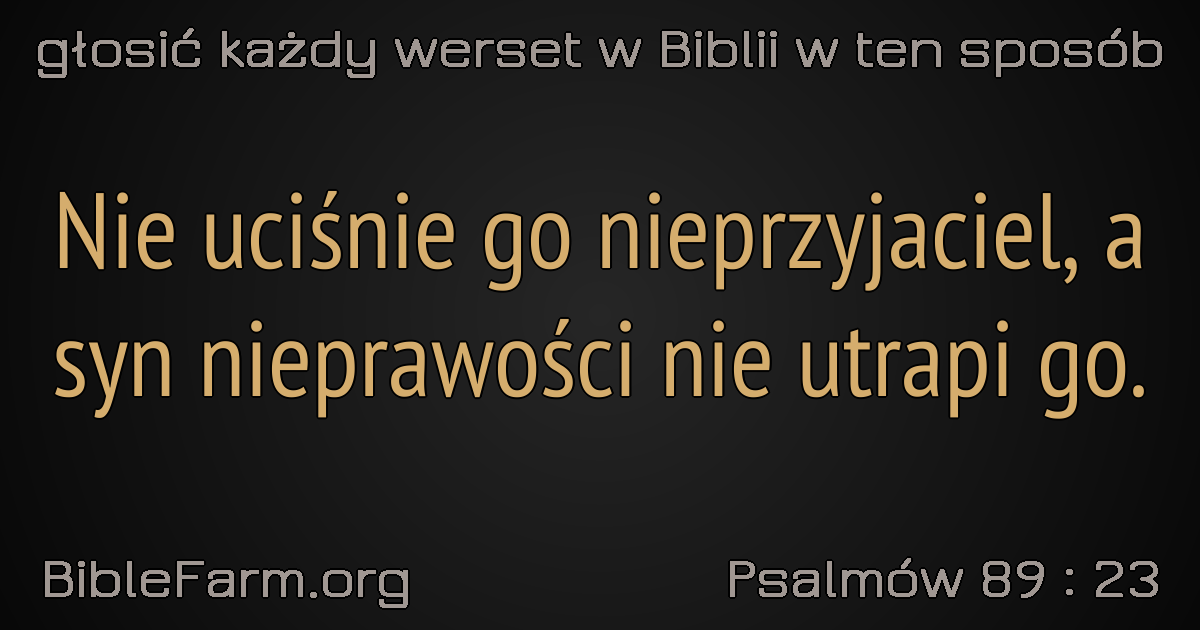 głosić każdy werset w Biblii w ten sposób
Nie uciśnie go nieprzyjaciel, a
syn nieprawości nie utrapi go.
BibleFarm.org
Psalmów 89 : 23